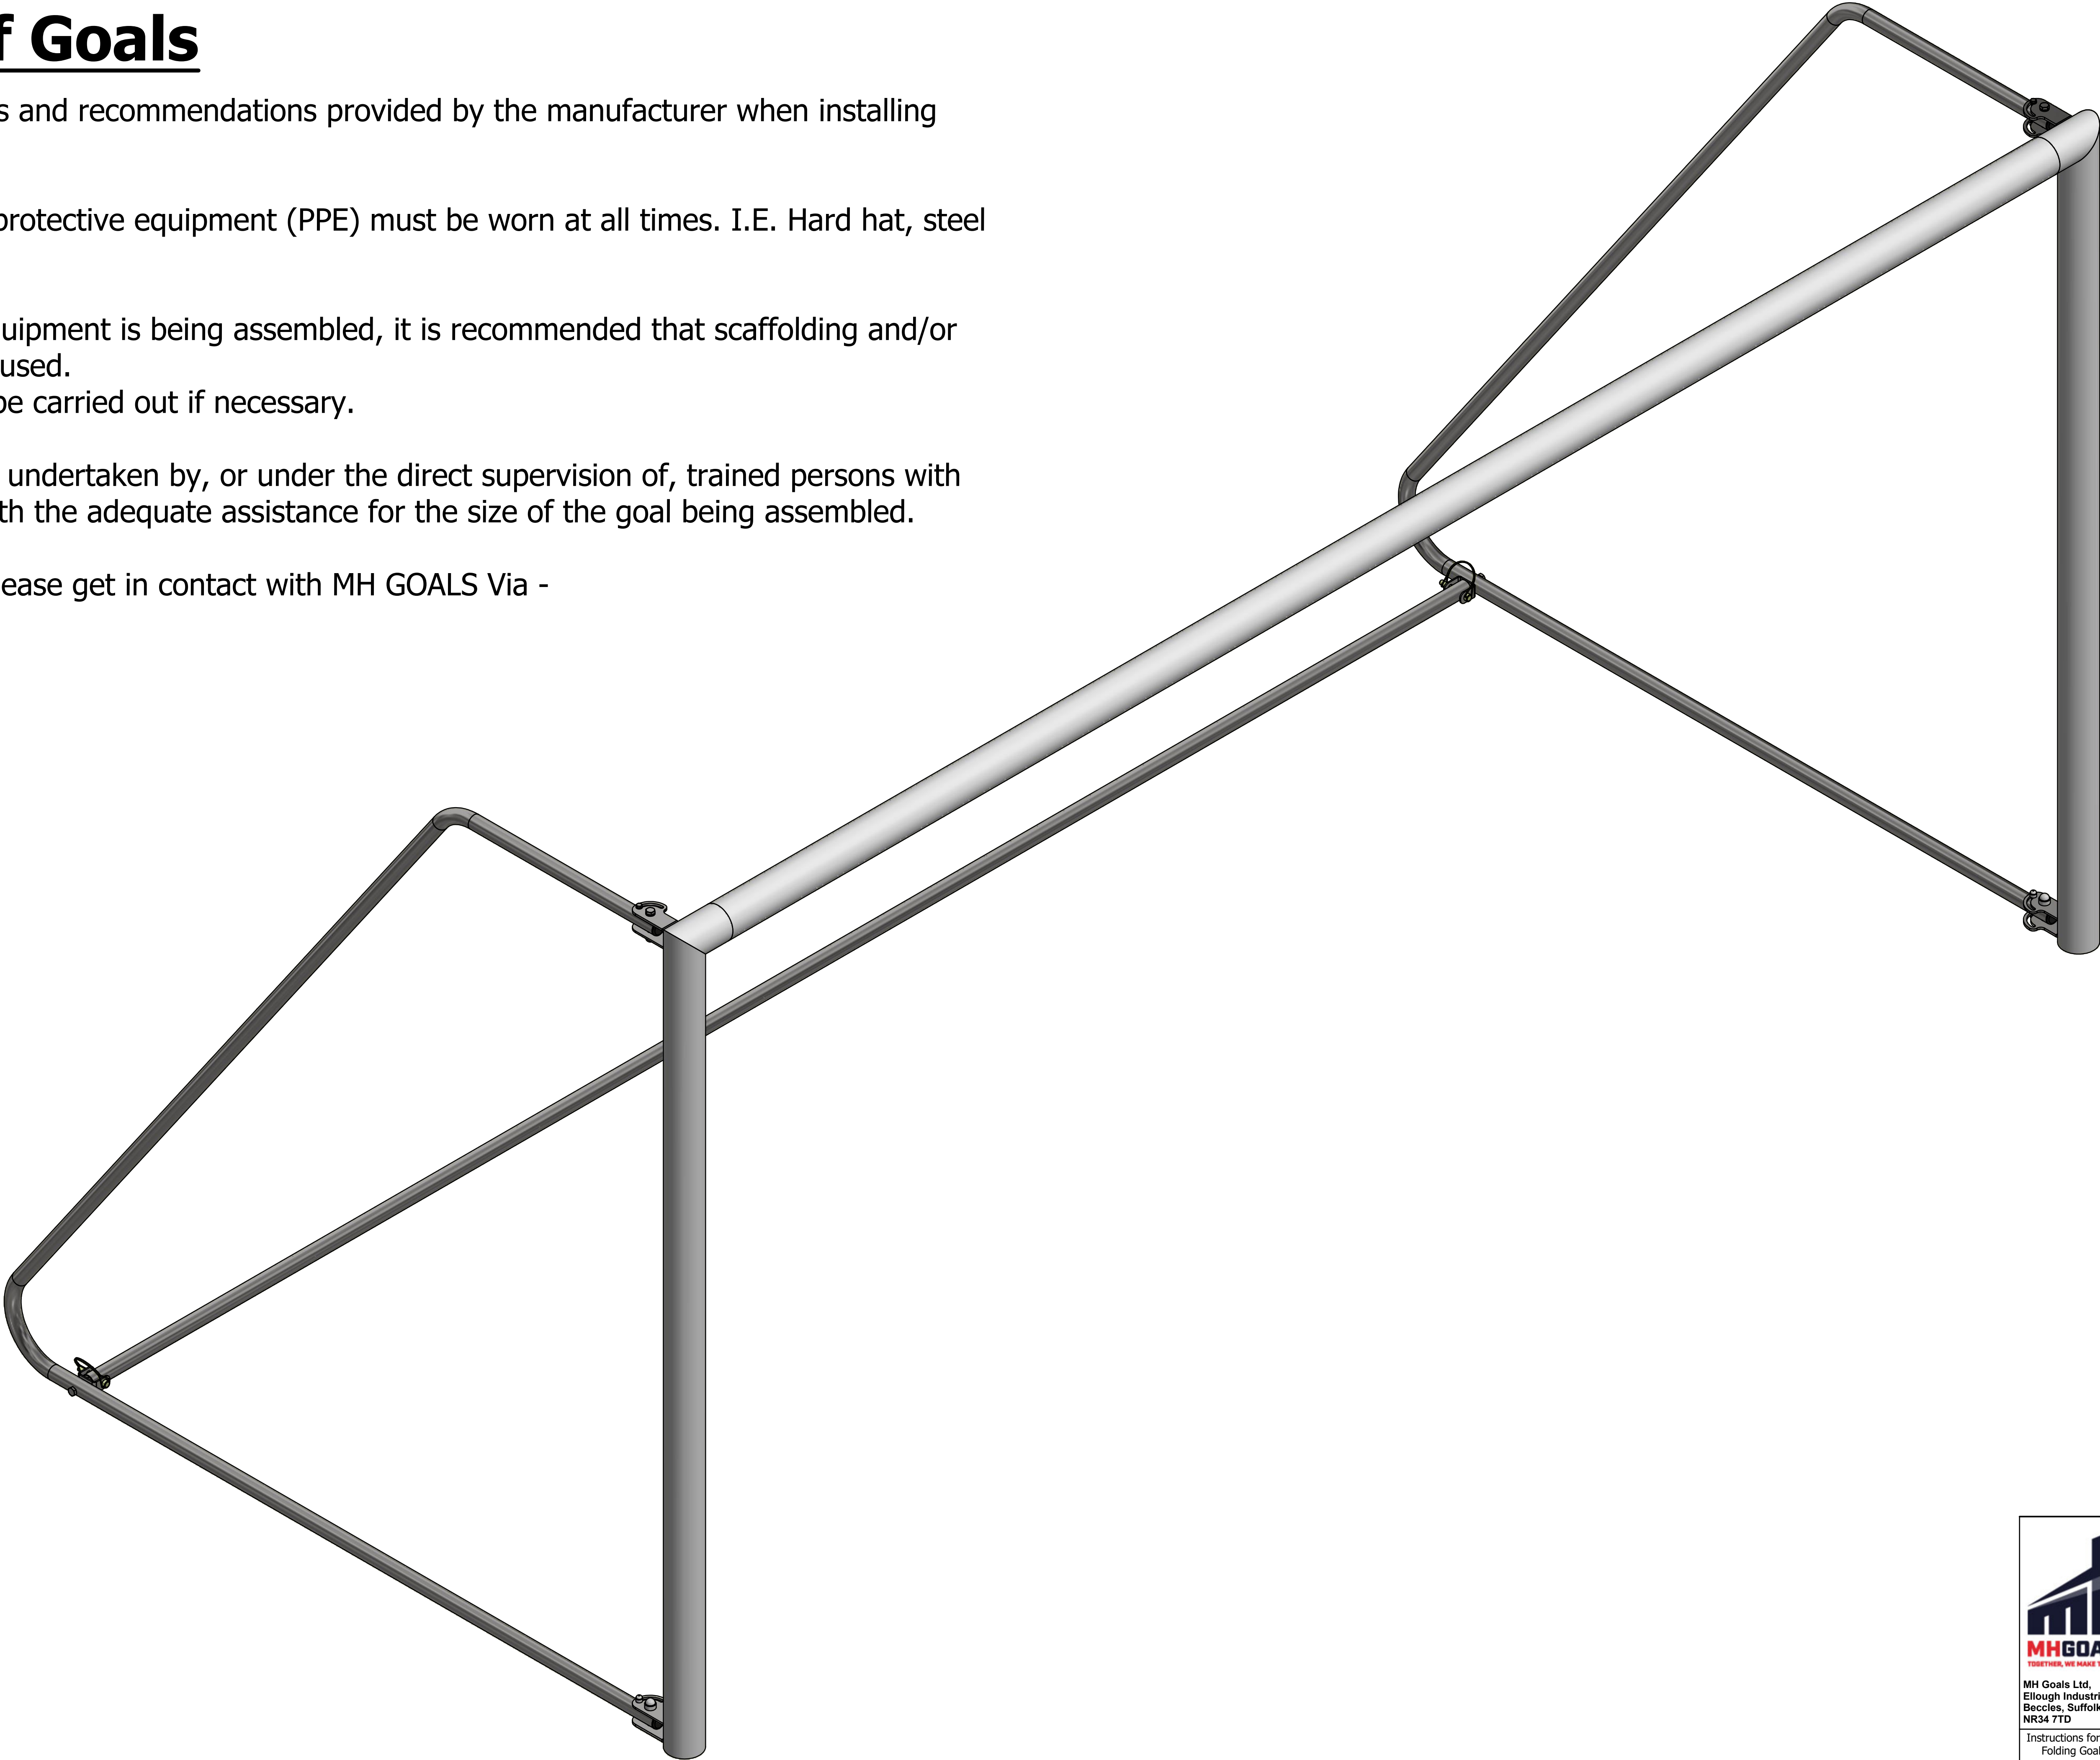 f Goals
s and recommendations provided by the manufacturer when installing
protective equipment (PPE) must be worn at all times. I.E. Hard hat, steel
uipment is being assembled, it is recommended that scaffolding and/or
used.
be carried out if necessary.
undertaken by, or under the direct supervision of, trained persons with
th the adequate assistance for the size of the goal being assembled.
ease get in contact with MH GOALS Via -
MHGOA
TOGETHER, WE MAKE T
MH Goals Ltd,
Ellough Industri
Beccles, Suffolk
NR34 7TD
Instructions for
Folding Goal